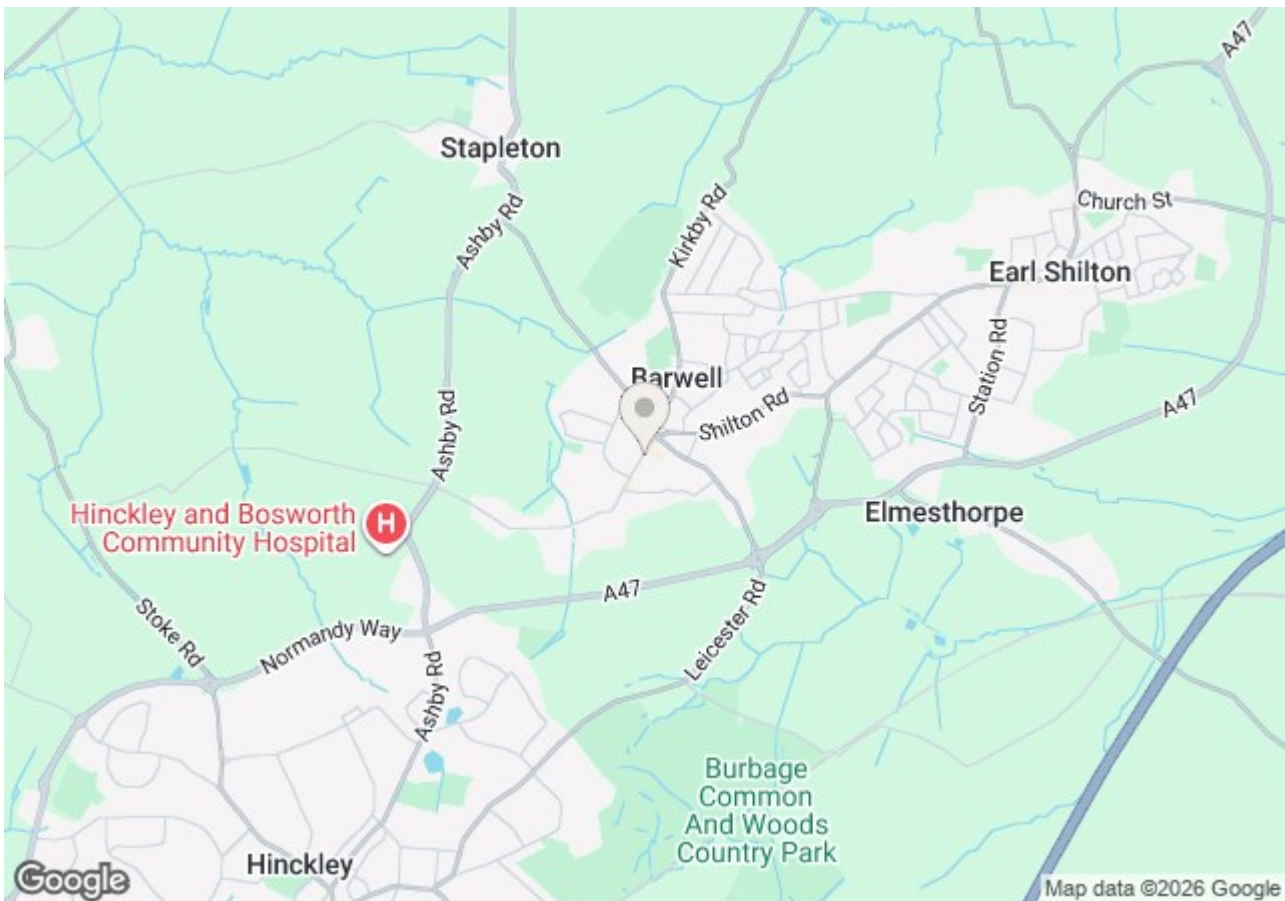 A47
Stapleton
Church St
Kirkby Rd
Ashby Rd
Earl Shilton
Station Rd
Barwell
Shilton Rd
A47
Ashby Rd
Hinckley and Bosworth
Community Hospital
H
Elmesthorpe
A47
Stoke Rd
Normandy Way
Leicester Rd
Ashby Rd
Burbage
Common
And Woods
Country Park
Hinckley
Google
Map data ©2026 Google